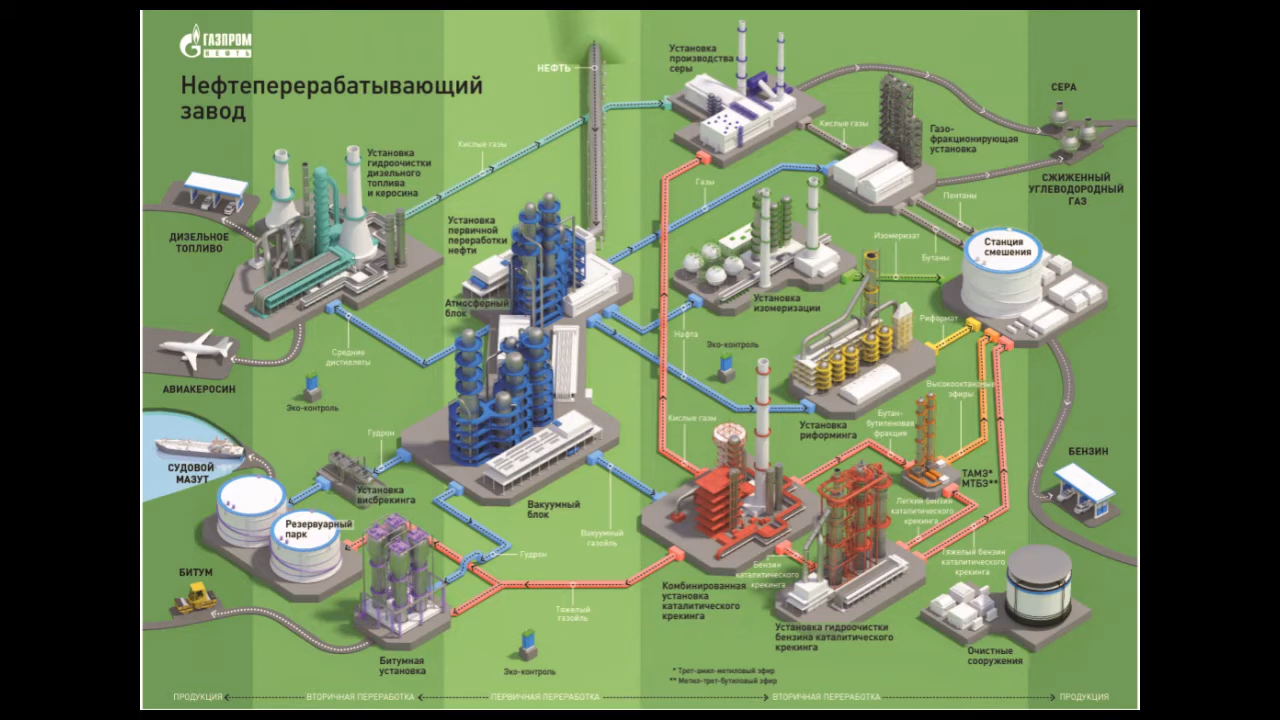 ГАЗПРОМ
НЕФТЬ
Нефтеперерабатывающий
завод
НЕФТЬ
Установка
производства
серы
СЕРА
Кислые газы
Кислые газы
Газо-
фракционирующая
установка
Установка
гидроочистки
дизельного
топлива
и керосина
СЖИЖЕННЫЙ
УГЛЕВОДОРОДНЫЙ
ГАЗ
Газы
Пентаны
Установка
первичной
переработки
нефти
ДИЗЕЛЬНОЕ
ТОПЛИВО
Изомеризат
Бутаны
Станция
смешения
Атмосферный
блок
Установка
изомеризации
Риформат
Нафта
Эко-контроль
Средние
дистилляты
АВИАКЕРОСИН
Эко-контроль
Высокооктановые
эфиры
Кислые газы
Бутан-
бутиленовая
фракция
Установка
риформинга
Гудрон
БЕНЗИН
СУДОВОЙ
МАЗУТ
ТАМЭ*
МТБЭ**
Установка
висбрекинга
Вакуумный
блок
Легкий бензин
каталитического
крекинга
Резервуарный
парк
Вакуумный
газойль
Гудрон
Тяжелый бензин
каталитического
крекинга
Бензин
каталитического
крекинга
БИТУМ
Комбинированная
установка
каталитического
крекинга
Тяжелый
газойль
Установка гидроочистки
бензина каталитического
крекинга
Очистные
сооружения
Битумная
установка
Эко-контроль
* Трет-амил-метиловый эфир
** Метил-трет-бутиловый эфир
ПРОДУКЦИЯ ВТОРИЧНАЯ ПЕРЕРАБОТКА ПЕРВИЧНАЯ ПЕРЕРАБОТКА ВТОРИЧНАЯ ПЕРЕРАБОТКА ПРОДУКЦИЯ